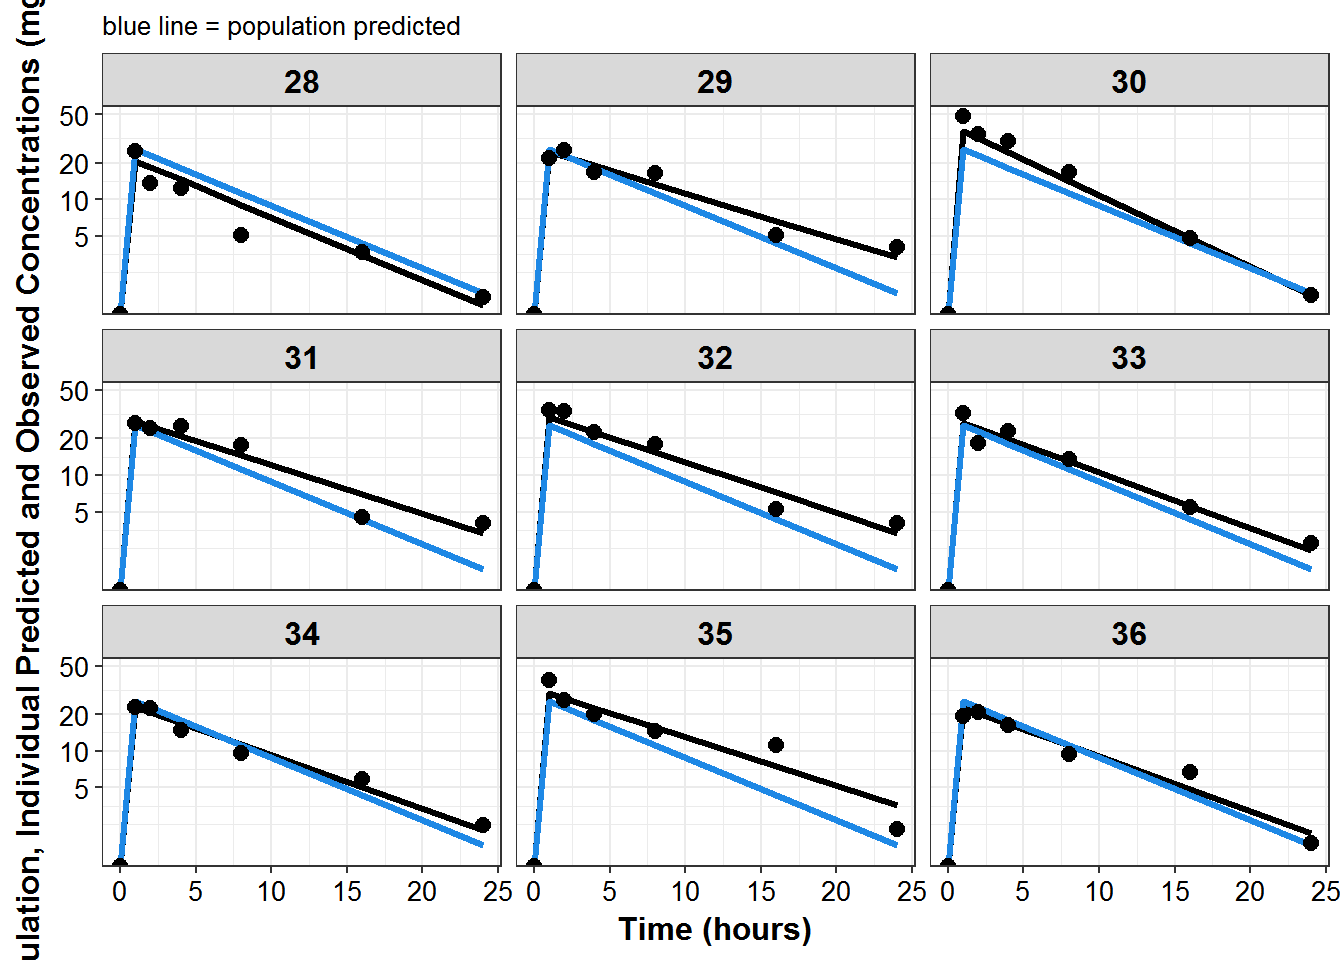 blue line = population predicted
28 29 30
50
20
10
5
31 32 33
50
20
10
5
34 35 36
50
20
10
5
0 5 10 15 20 25 0 5 10 15 20 25 0 5 10 15 20 25
Time (hours)
ulation, Individual Predicted and Observed Concentrations (mg